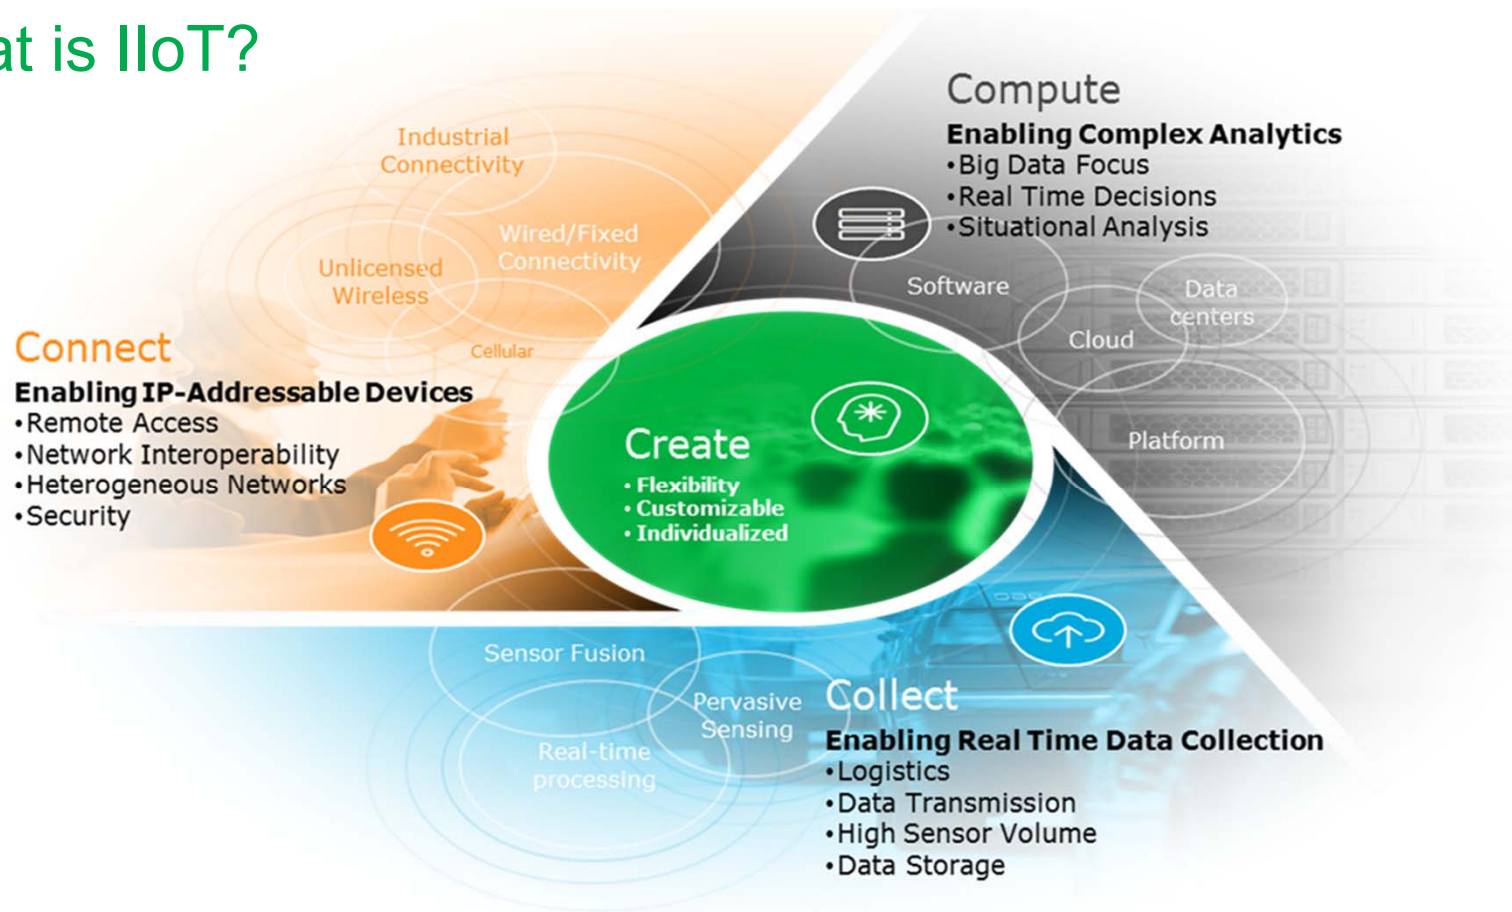 at is IIoT?
Compute
Enabling Complex Analytics
•Big Data Focus
•Real Time Decisions
•Situational Analysis
Software
Data
centers
Cloud
Platform
Industrial
Connectivity
Wired/Fixed
Connectivity
Unlicensed
Wireless
Cellular
Connect
Enabling IP-Addressable Devices
•Remote Access
•Network Interoperability
•Heterogeneous Networks
•Security
Create
• Flexibility
• Customizable
• Individualized
Sensor Fusion
Pervasive
Sensing
Real-time
processing
Collect
Enabling Real Time Data Collection
•Logistics
•Data Transmission
•High Sensor Volume
•Data Storage